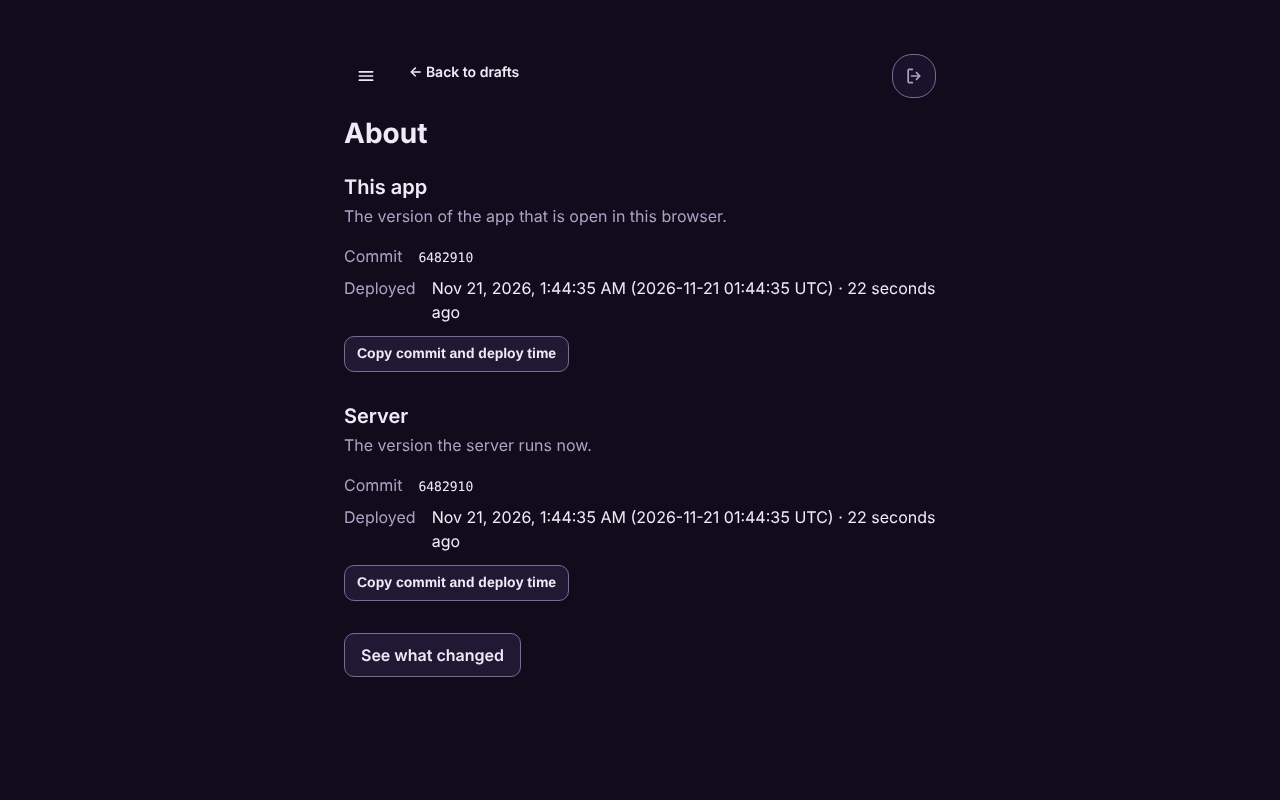 ← Back to drafts
About
This app
The version of the app that is open in this browser.
Commit 6482910
Deployed Nov 21, 2026, 1:44:35 AM (2026-11-21 01:44:35 UTC) · 22 seconds
ago
Copy commit and deploy time
Server
The version the server runs now.
Commit 6482910
Deployed Nov 21, 2026, 1:44:35 AM (2026-11-21 01:44:35 UTC) · 22 seconds
ago
Copy commit and deploy time
See what changed